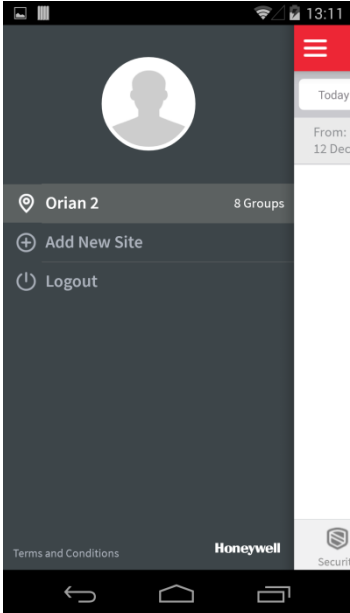 13:11
Today
From:
12 Dec
Orian 2 8 Groups
Add New Site
Logout
Terms and Conditions Honeywell
Securit